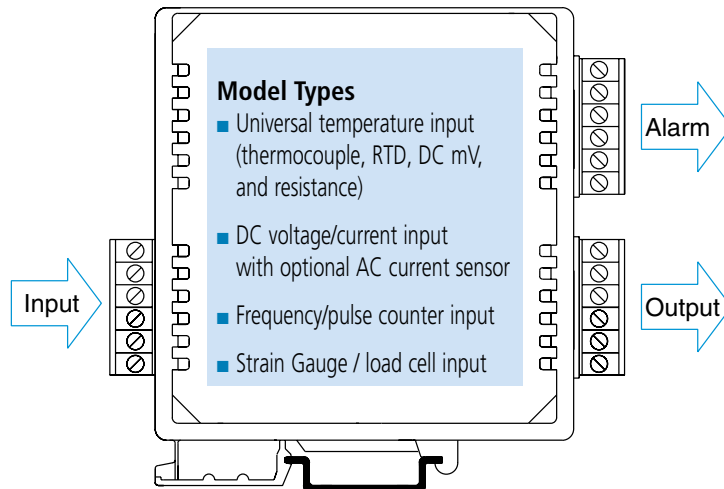 Model Types
■ Universal temperature input
(thermocouple, RTD, DC mV,
and resistance)
■ DC voltage/current input
with optional AC current sensor
■ Frequency/pulse counter input
■ Strain Gauge / load cell input
Alarm
Input
Output